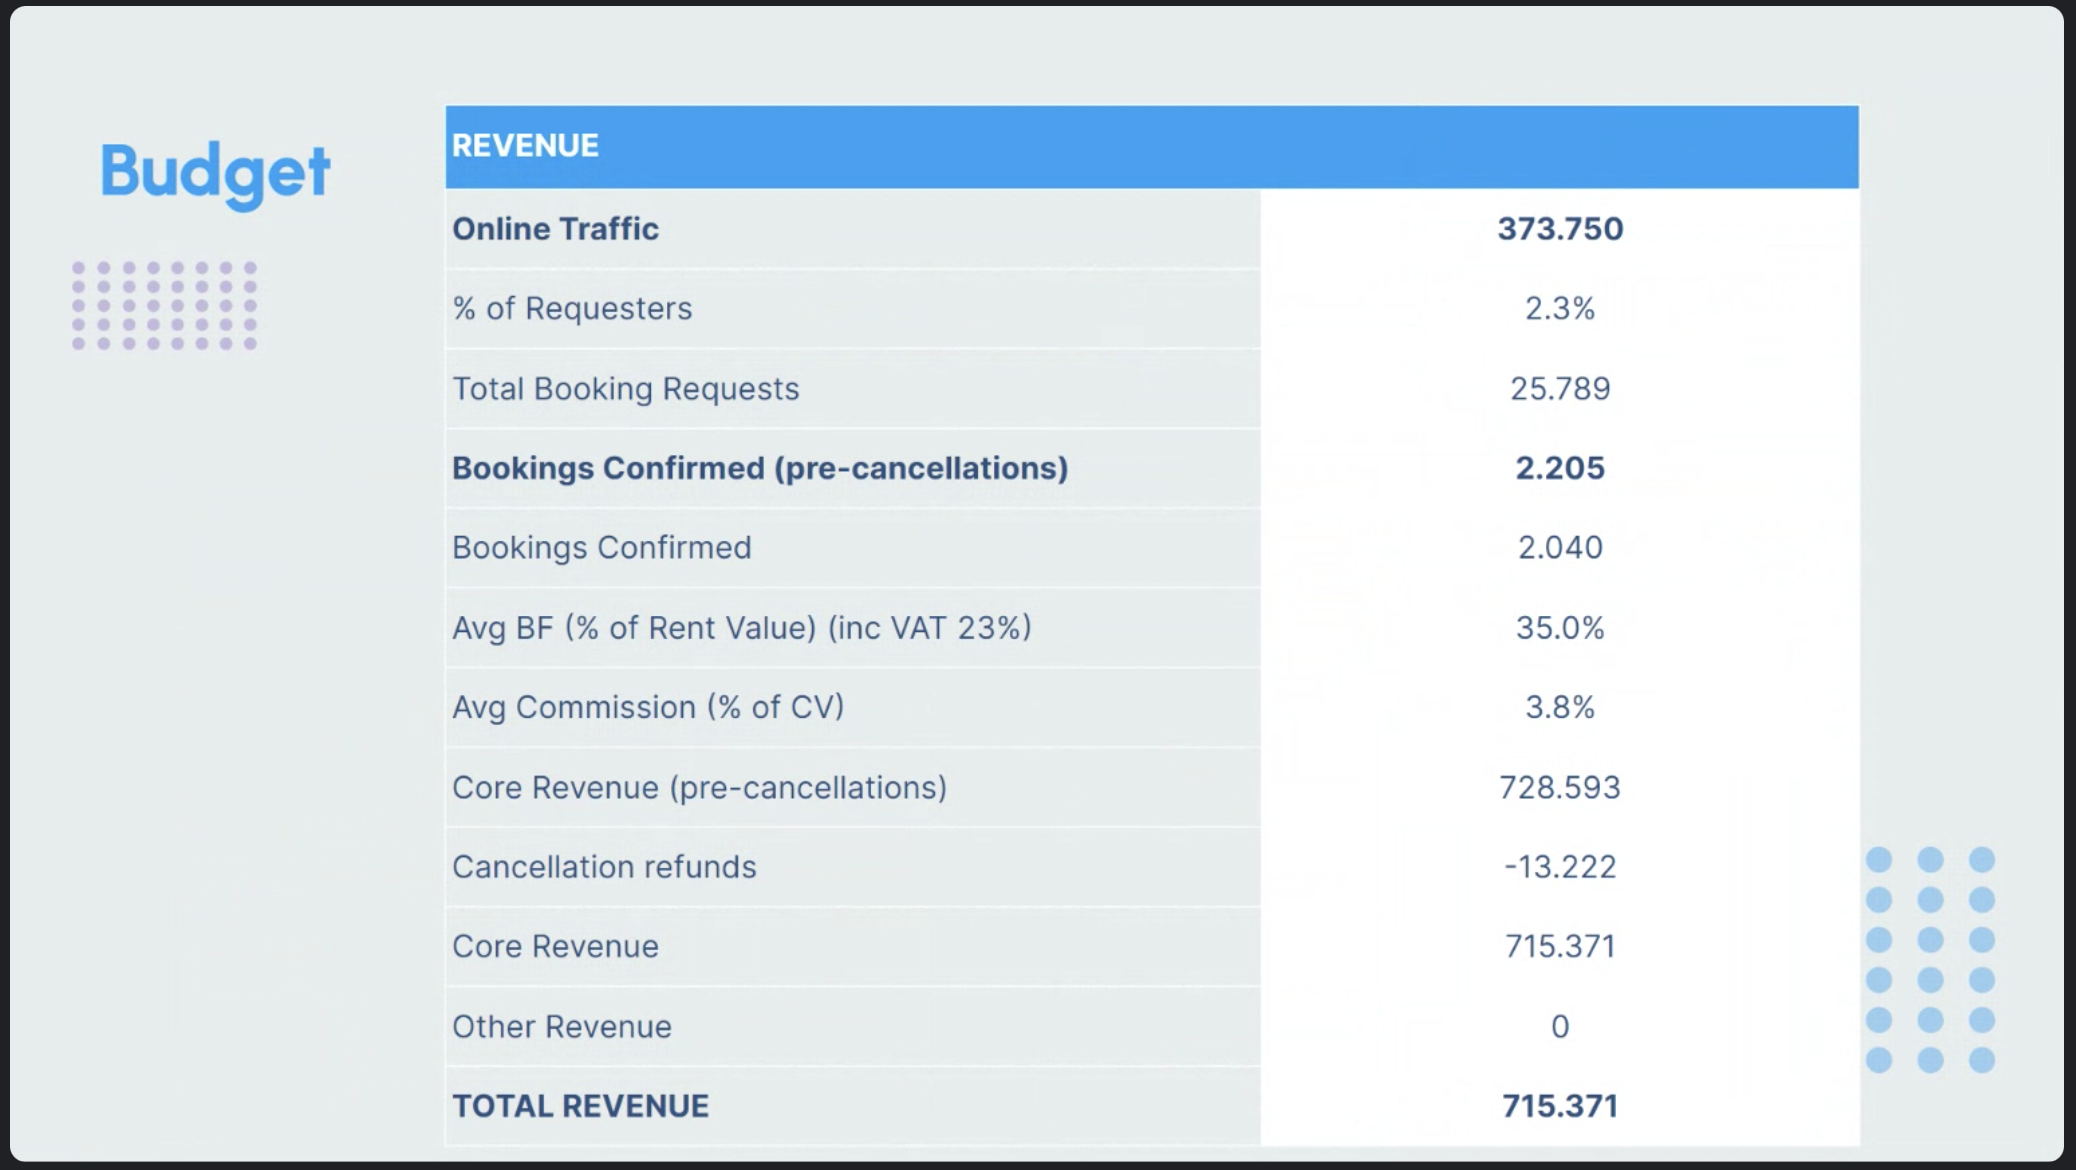 Budget
REVENUE
Online Traffic 373.750
% of Requesters 2.3%
Total Booking Requests 25.789
Bookings Confirmed (pre-cancellations) 2.205
Bookings Confirmed 2.040
Avg BF (% of Rent Value) (inc VAT 23%) 35.0%
Avg Commission (% of CV) 3.8%
Core Revenue (pre-cancellations) 728.593
Cancellation refunds -13.222
Core Revenue 715.371
Other Revenue 0
TOTAL REVENUE 715.371